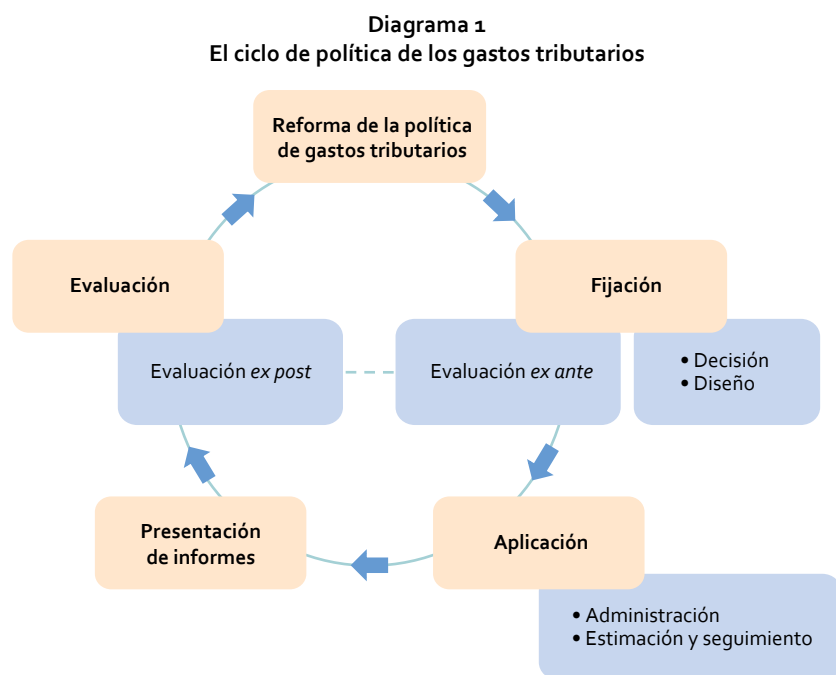 Diagrama 1
El ciclo de política de los gastos tributarios
Reforma de la política
de gastos tributarios
Evaluación
Fijación
Evaluación ex post
Evaluación ex ante
• Decisión
• Diseño
Presentación
de informes
Aplicación
• Administración
• Estimación y seguimiento